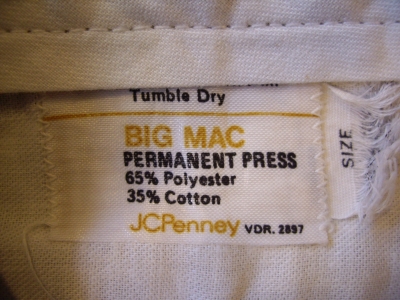 Tumble Dry
BIG MAC
PERMANENT PRESS
65% Polyester
35% Cotton
JCPenney VDR. 2897
SIZE